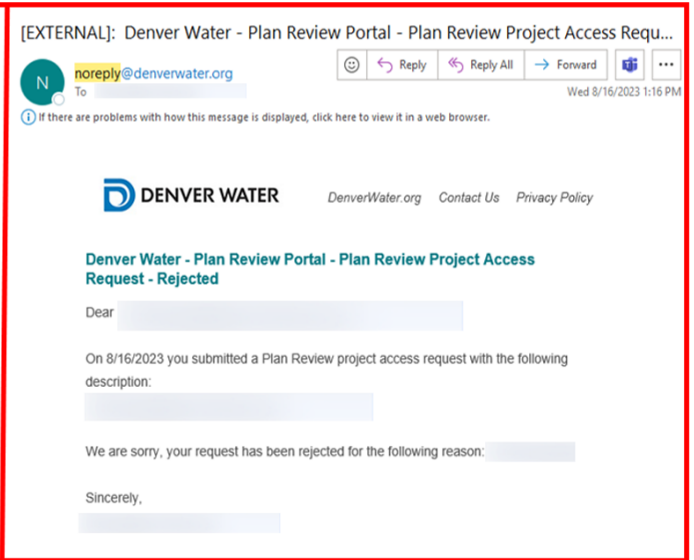 [EXTERNAL]: Denver Water - Plan Review Portal - Plan Review Project Access Requ...
N
noreply@denverwater.org
Reply
Reply All
Forward
To
Wed 8/16/2023 1:16 PM
If there are problems with how this message is displayed, click here to view it in a web browser.
DENVER WATER
DenverWater.org Contact Us Privacy Policy
Denver Water - Plan Review Portal - Plan Review Project Access
Request - Rejected
Dear
On 8/16/2023 you submitted a Plan Review project access request with the following
description:
We are sorry, your request has been rejected for the following reason:
Sincerely,